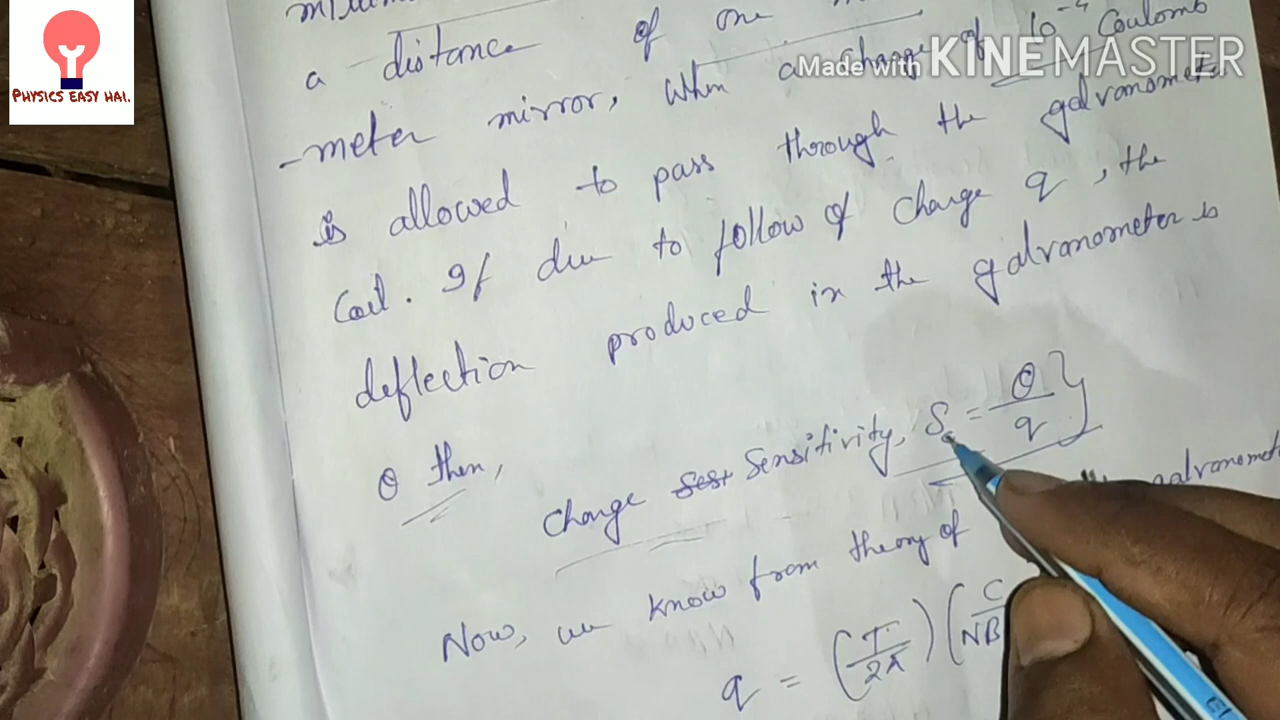 PHYSICS EASY HAI.
Made with KINEMASTER
a distance of one
-meter mirror, when a charge of 10⁻⁴ Coulomb
is allowed to pass through the galvanometer
Coil. If due to follow of charge q, the
deflection produced in the galvanometer is
θ then,
Charge Sensitivity, S = θ/q }
Now, we know from theory of galvanomet
q = (T/2π) (C/NB